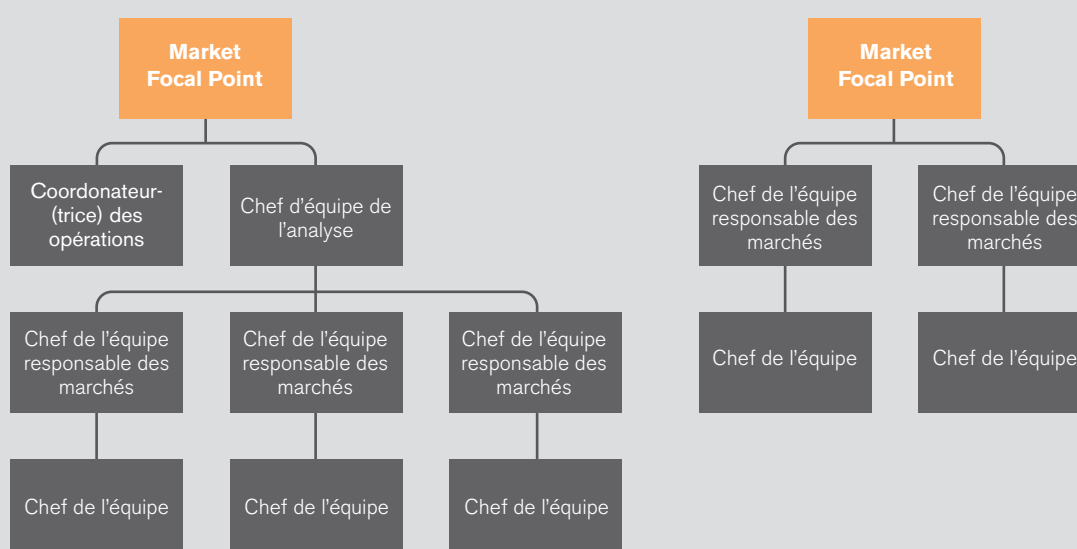 Market
Focal Point
Coordonateur-
(trice) des
opérations
Chef d'équipe de
l'analyse
Chef de l'équipe
responsable des
marchés
Chef de l'équipe
responsable des
marchés
Chef de l'équipe
responsable des
marchés
Chef de l'équipe
Chef de l'équipe
Chef de l'équipe
Market
Focal Point
Chef de l'équipe
responsable des
marchés
Chef de l'équipe
responsable des
marchés
Chef de l'équipe
Chef de l'équipe